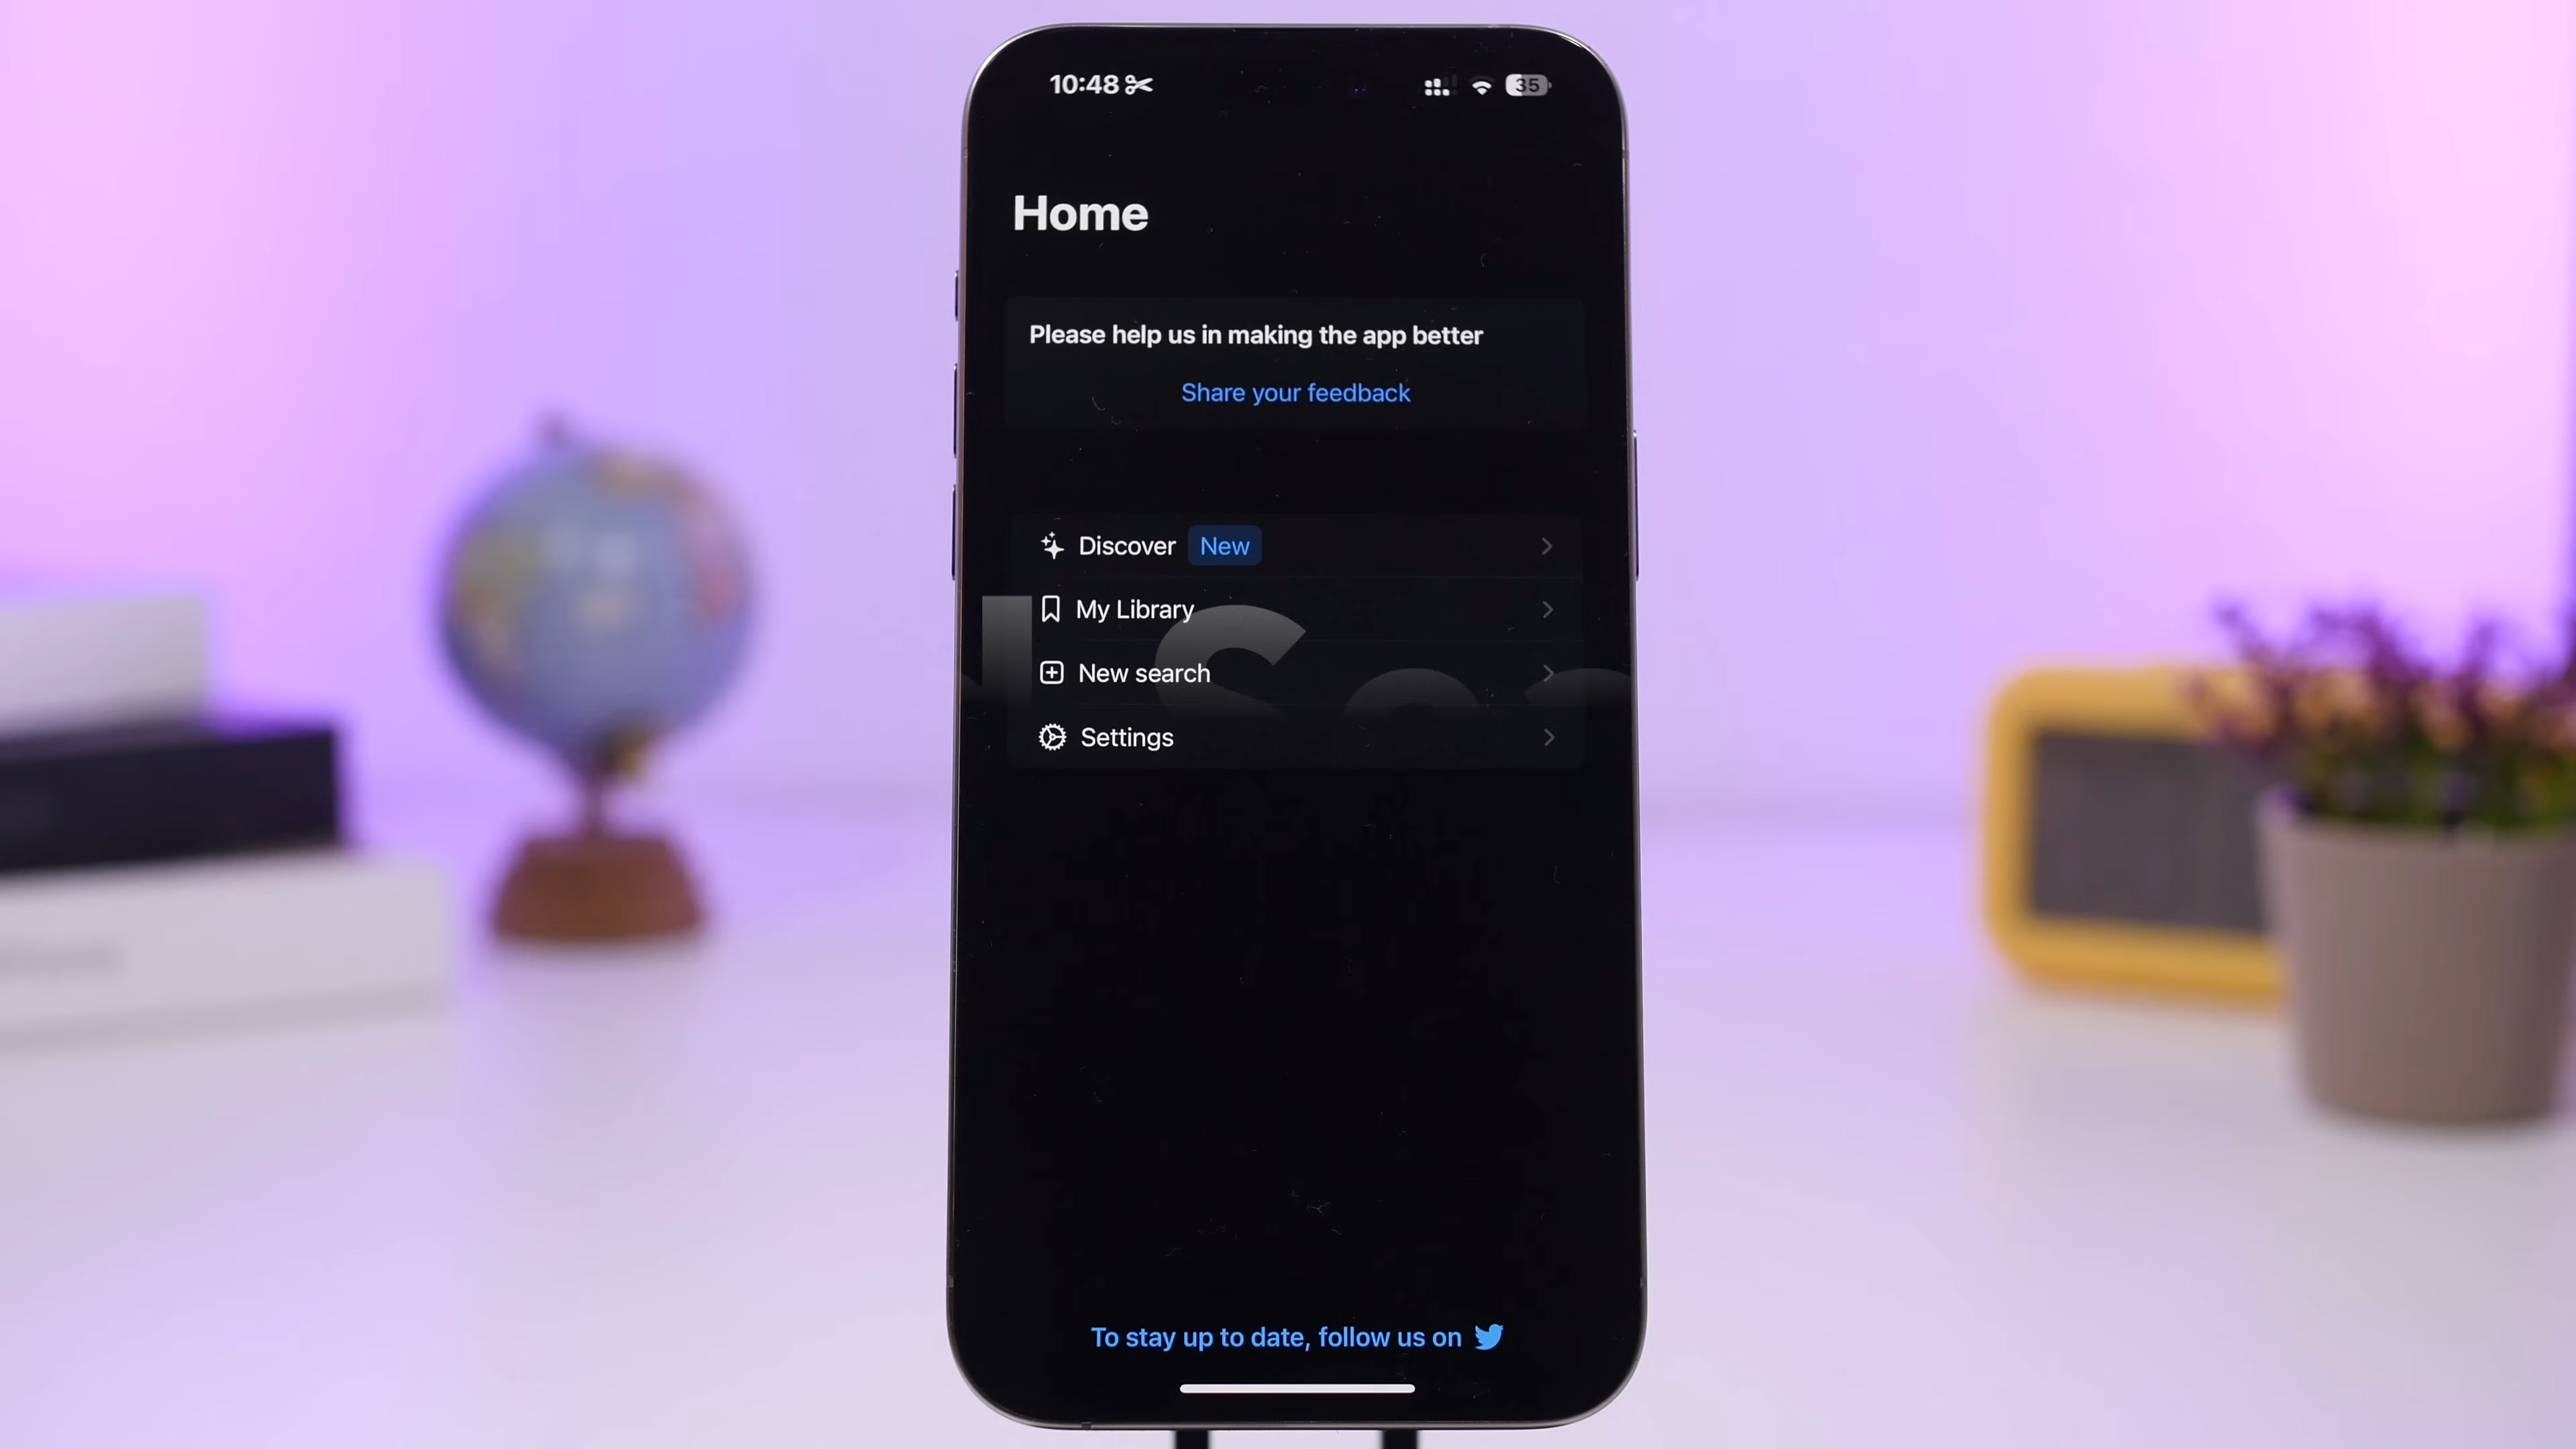 10:48
35
Home
Please help us in making the app better
Share your feedback
Discover New
My Library
New search
Settings
To stay up to date, follow us on